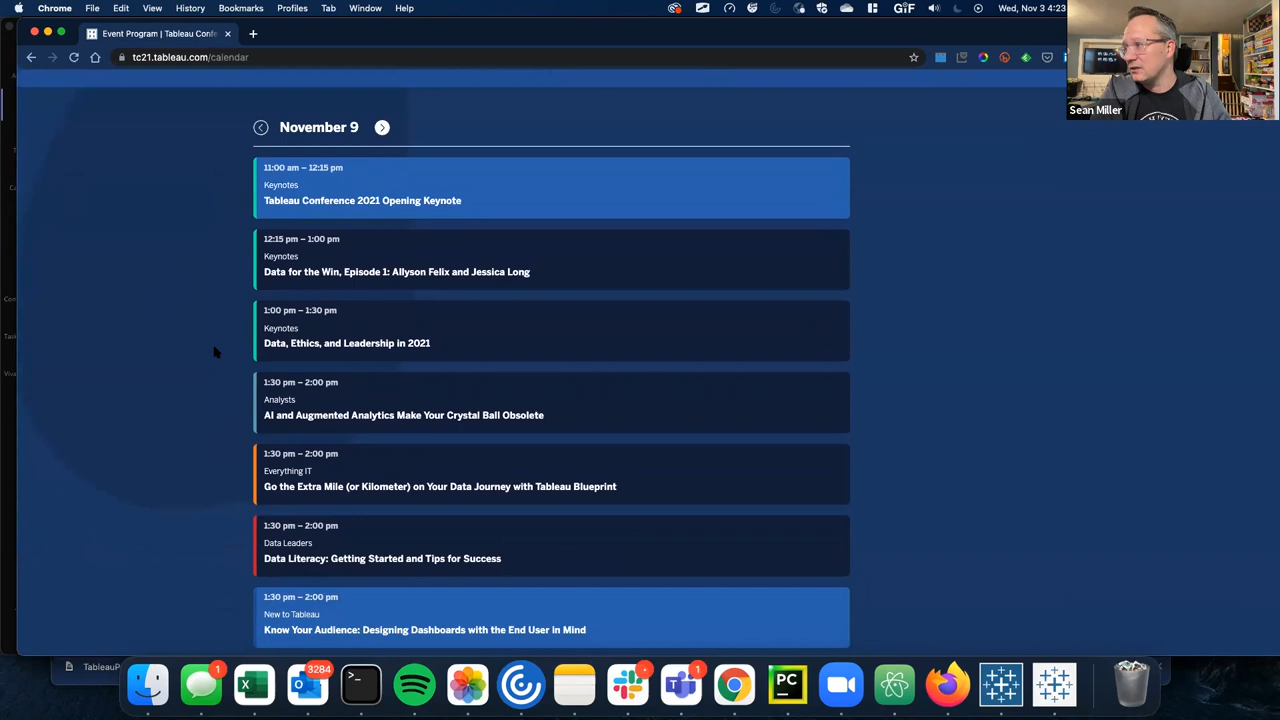 Chrome File Edit View History Bookmarks Profiles Tab Window Help
GIF
Wed, Nov 3 4:23
Event Program | Tableau Confe
tc21.tableau.com/calendar
Sean Miller
November 9
11:00 am – 12:15 pm
Keynotes
Tableau Conference 2021 Opening Keynote
12:15 pm – 1:00 pm
Keynotes
Data for the Win, Episode 1: Allyson Felix and Jessica Long
1:00 pm – 1:30 pm
Keynotes
Data, Ethics, and Leadership in 2021
1:30 pm – 2:00 pm
Analysts
AI and Augmented Analytics Make Your Crystal Ball Obsolete
1:30 pm – 2:00 pm
Everything IT
Go the Extra Mile (or Kilometer) on Your Data Journey with Tableau Blueprint
1:30 pm – 2:00 pm
Data Leaders
Data Literacy: Getting Started and Tips for Success
1:30 pm – 2:00 pm
New to Tableau
Know Your Audience: Designing Dashboards with the End User in Mind
TableauP
1
3284
1
PC